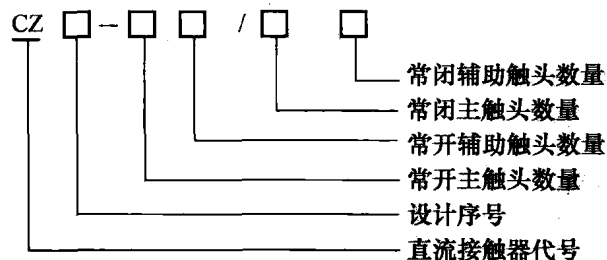 CZ □-□ □ /□ □
常闭辅助触头数量
常闭主触头数量
常开辅助触头数量
常开主触头数量
设计序号
直流接触器代号